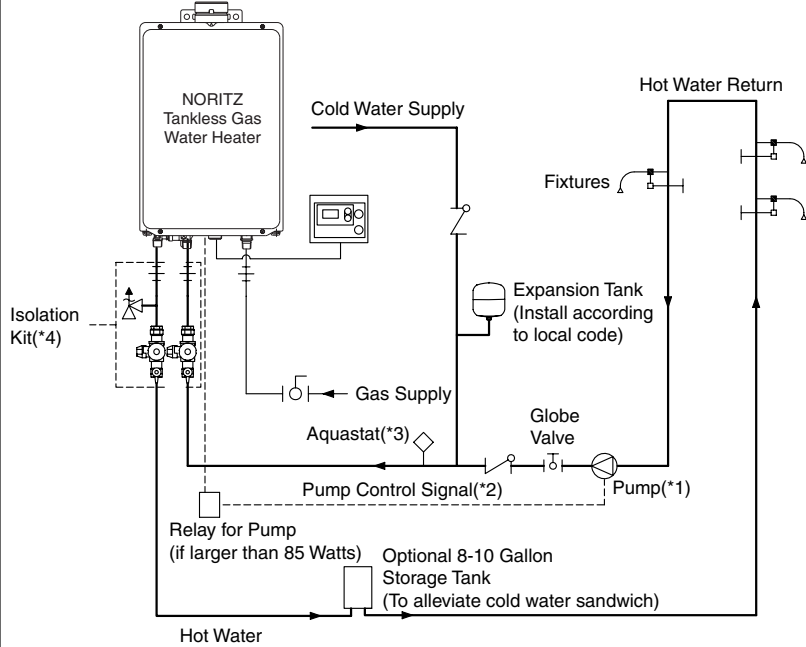 NORITZ
Tankless Gas
Water Heater
Cold Water Supply
Hot Water Return
Fixtures
Expansion Tank
(Install according
to local code)
Isolation
Kit(*4)
Gas Supply
Globe
Valve
Aquastat(*3)
Pump Control Signal(*2)
Pump(*1)
Relay for Pump
(if larger than 85 Watts)
Optional 8-10 Gallon
Storage Tank
(To alleviate cold water sandwich)
Hot Water